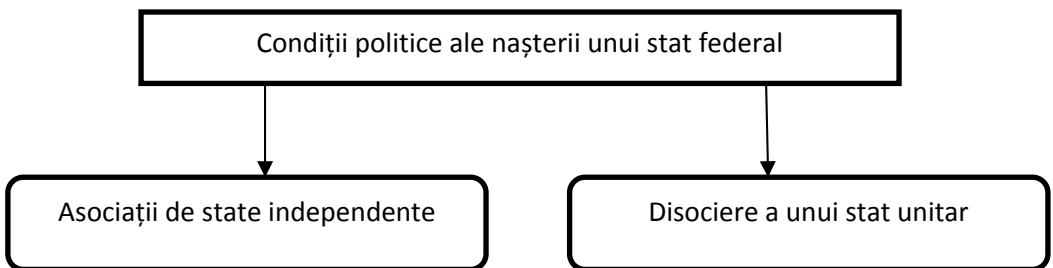 Condiții politice ale nașterii unui stat federal
Asociații de state independente
Disociere a unui stat unitar